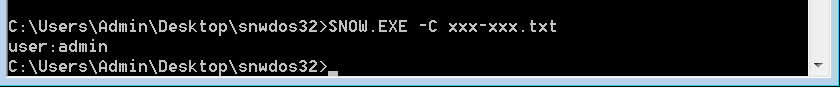 C:\Users\Admin\Desktop\snwdos32>SNOW.EXE -C xxx-xxx.txt
user:admin
C:\Users\Admin\Desktop\snwdos32>_